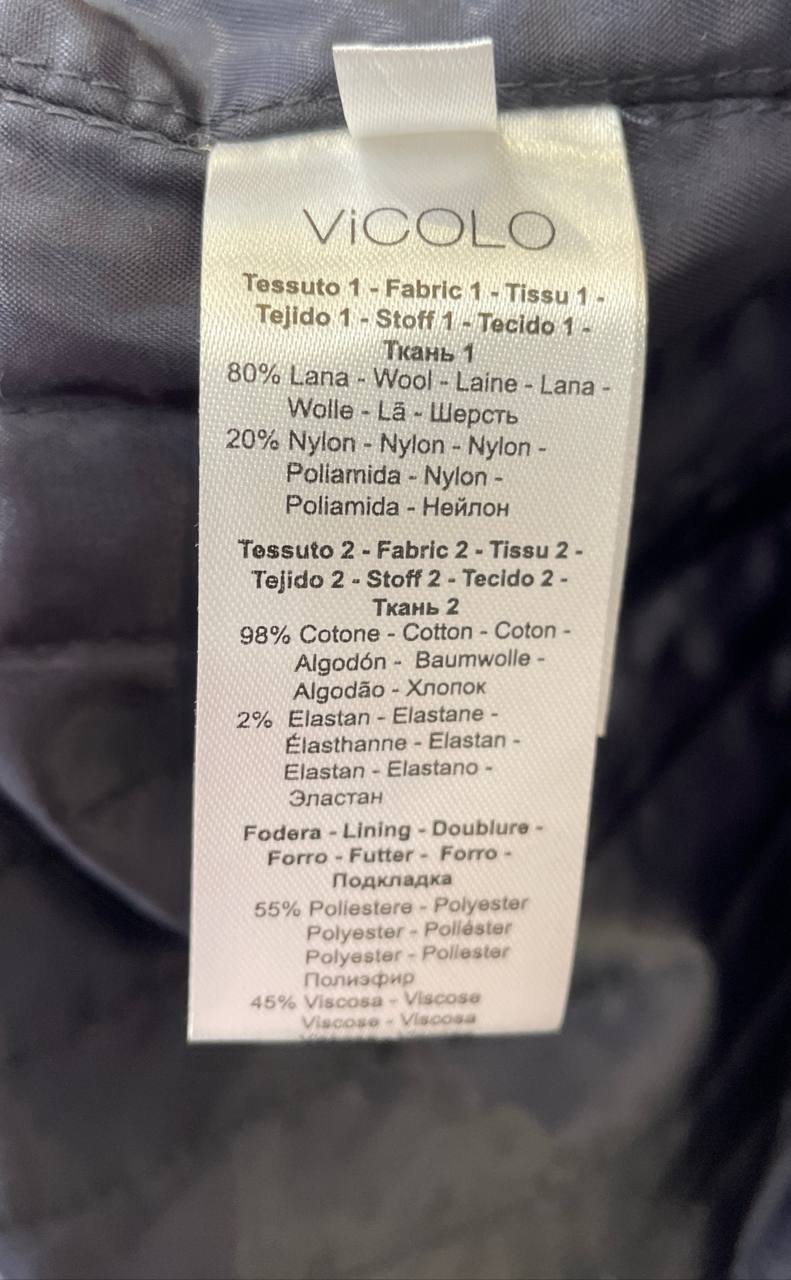 ViCOLO
Tessuto 1 - Fabric 1 - Tissu 1 -
Tejido 1 - Stoff 1 - Tecido 1 -
Ткань 1
80% Lana - Wool - Laine - Lana -
Wolle - Lã - Шерсть
20% Nylon - Nylon - Nylon -
Poliamida - Nylon -
Poliamida - Нейлон
Tessuto 2 - Fabric 2 - Tissu 2 -
Tejido 2 - Stoff 2 - Tecido 2 -
Ткань 2
98% Cotone - Cotton - Coton -
Algodón - Baumwolle -
Algodão - Хлопок
2% Elastan - Elastane -
Élasthanne - Elastan -
Elastan - Elastano -
Эластан
Fodera - Lining - Doublure -
Forro - Futter - Forro -
Подкладка
55% Poliestere - Polyester
Polyester - Poliéster
Polyester - Poliester
Полиэфир
45% Viscosa - Viscose
Viscose - Viscosa